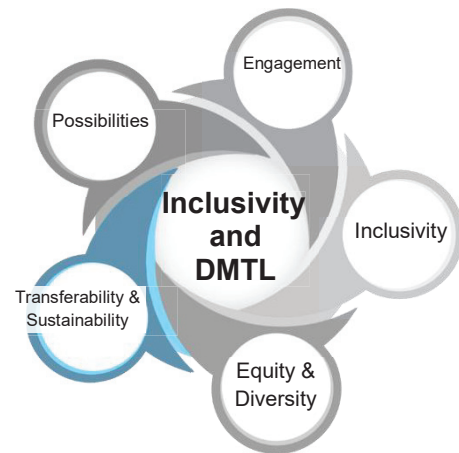 Engagement
Possibilities
Inclusivity
and
DMTL
Inclusivity
Transferability &
Sustainability
Equity &
Diversity